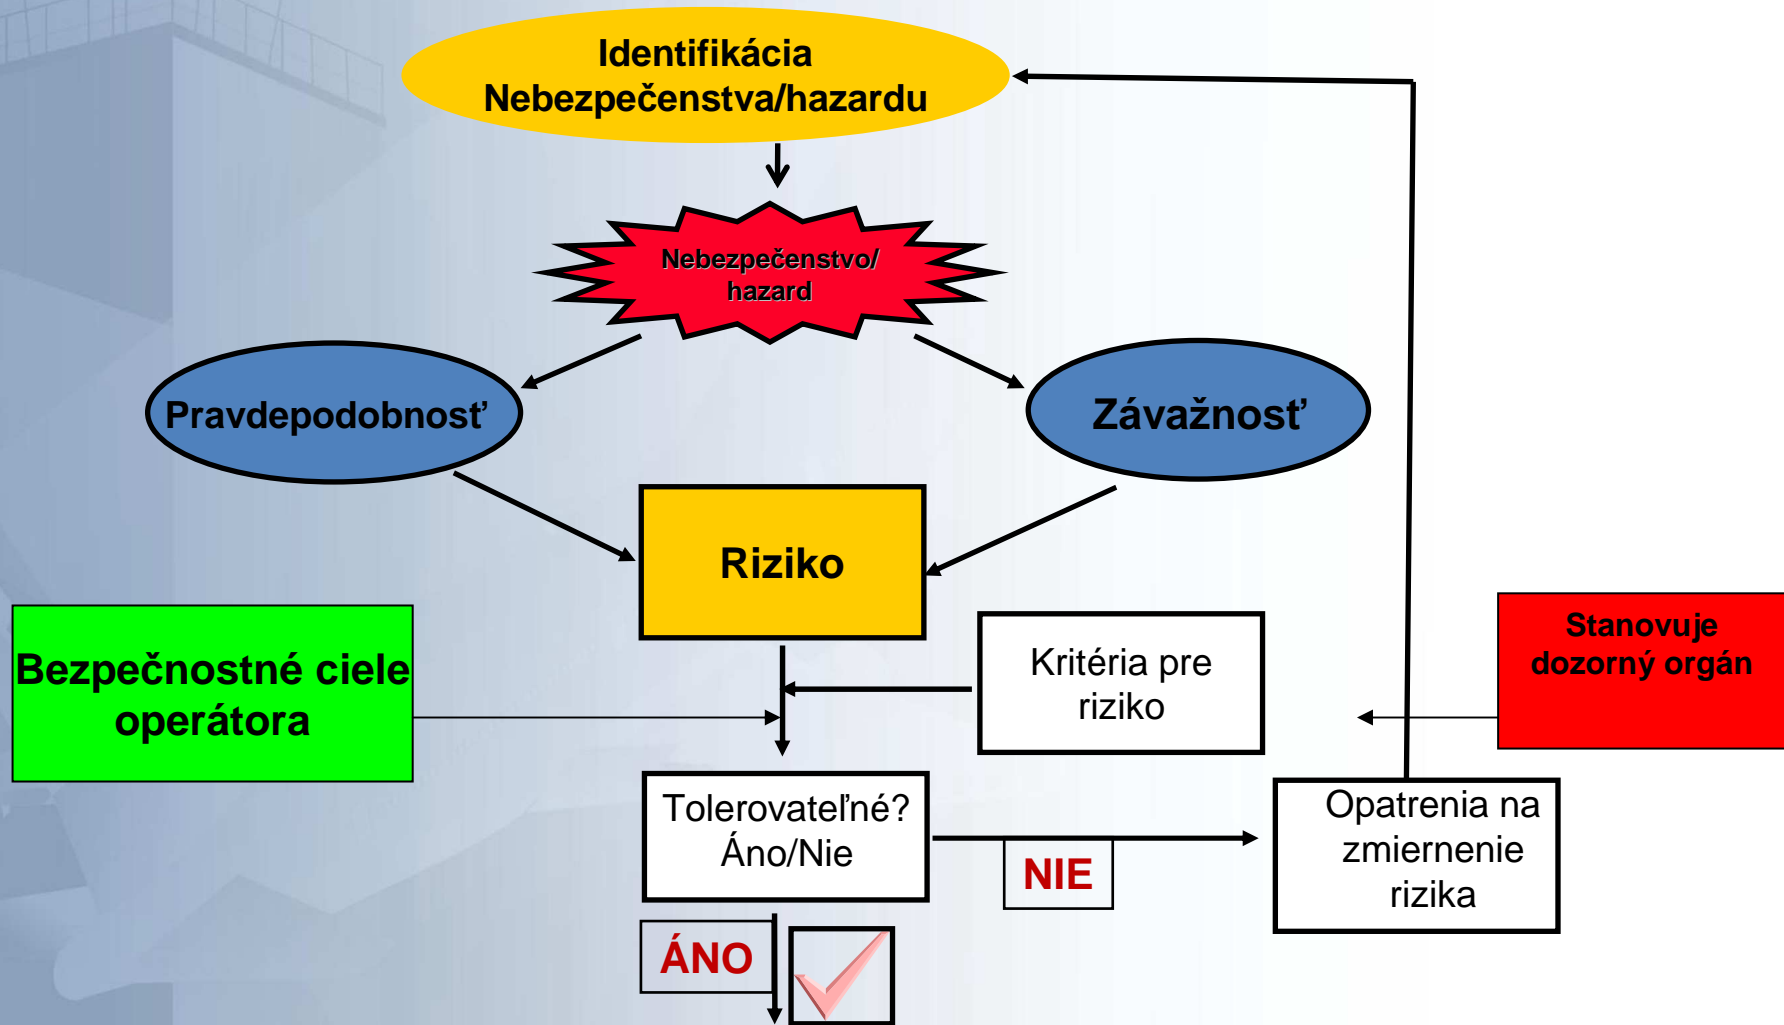 Identifikácia
Nebezpečenstva/hazardu
Nebezpečenstvo/
hazard
Pravdepodobnosť
Závažnosť
Riziko
Bezpečnostné ciele
operátora
Kritéria pre
riziko
Stanovuje
dozorný orgán
Tolerovateľné?
Áno/Nie
NIE
Opatrenia na
zmiernenie
rizika
ÁNO